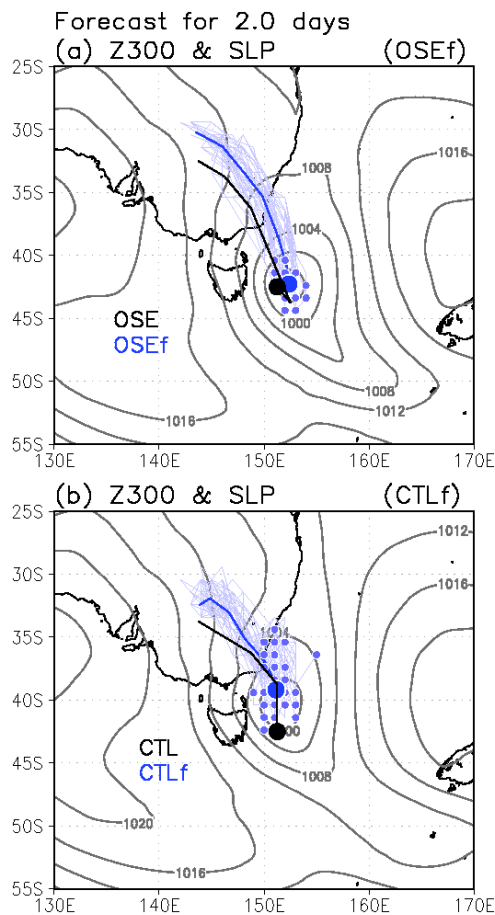 Forecast for 2.0 days
(a) Z300 & SLP (OSEf)
25S
30S
35S
40S
45S
50S
55S
1016
1008
1004
1000
1008
1012
1016
OSE
OSEf
130E 140E 150E 160E 170E
(b) Z300 & SLP (CTLf)
25S
30S
35S
40S
45S
50S
55S
1012
1016
1004
1008
1020
1016
CTL
CTLf
130E 140E 150E 160E 170E